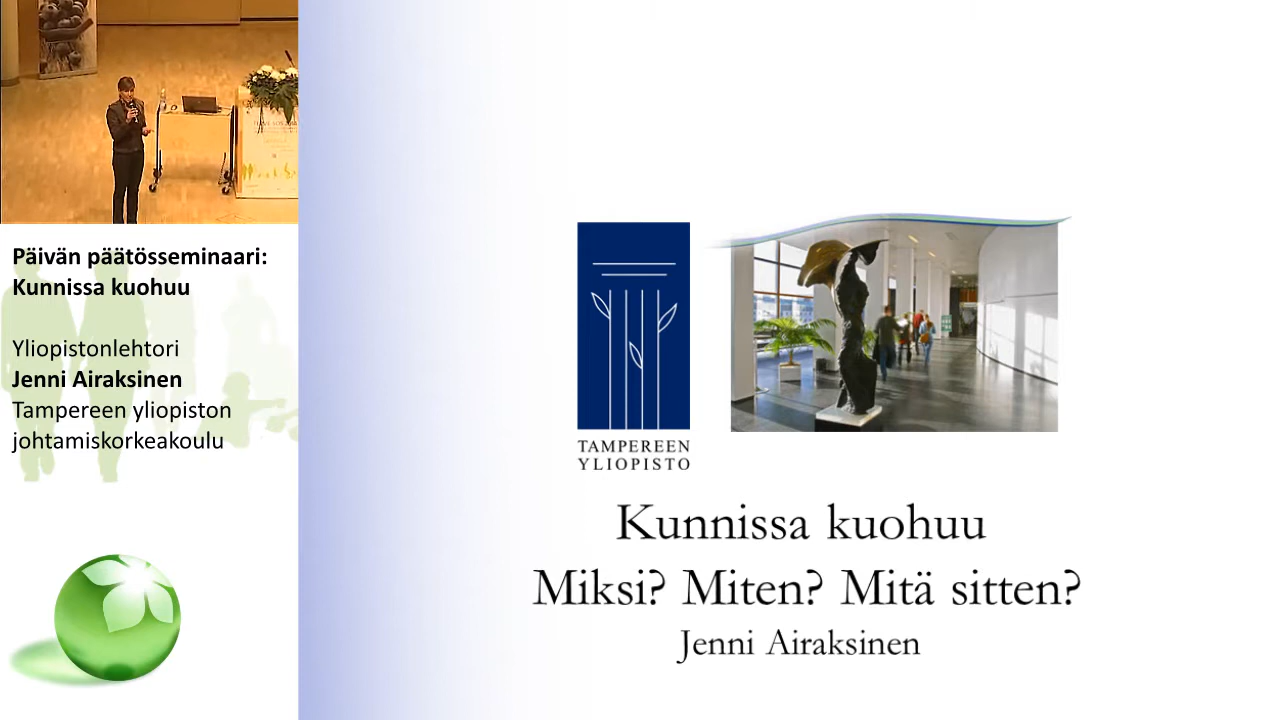 Päivän päätösseminaari:
Kunnissa kuohuu
Yliopistonlehtori
Jenni Airaksinen
Tampereen yliopiston
johtamiskorkeakoulu
TAMPEREEN
YLIOPISTO
Kunnissa kuohuu
Miksi? Miten? Mitä sitten?
Jenni Airaksinen